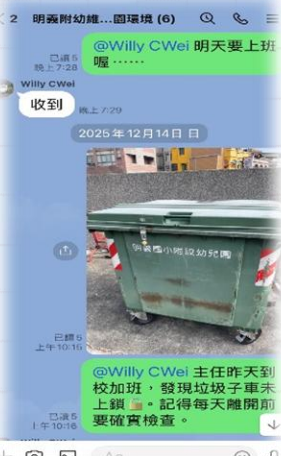 2 明義附幼維...園環境 (6)
@Willy CWei 明天要上班
喔⋯⋯
已讀 5
晚上 7:28
Willy CWei
收到
晚上 7:29
2025年12月14日 日
明義國小附設幼兒園
已讀 5
上午 10:15
@Willy CWei 主任昨天到
校加班，發現垃圾子車未
上鎖🔒。記得每天離開前
要確實檢查。
已讀 5
上午 10:16